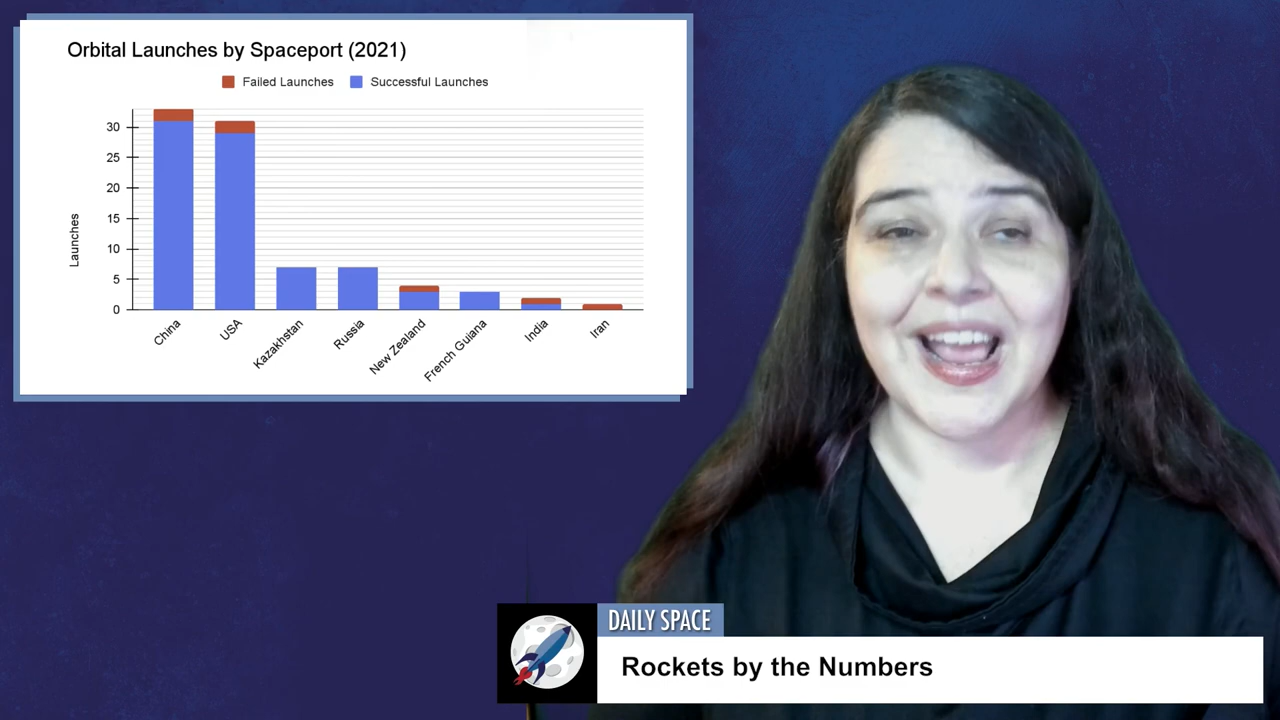 Orbital Launches by Spaceport (2021)
Failed Launches
Successful Launches
Launches
30
25
20
15
10
5
0
China
USA
Kazakhstan
Russia
New Zealand
French Guiana
India
Iran
DAILY SPACE
Rockets by the Numbers